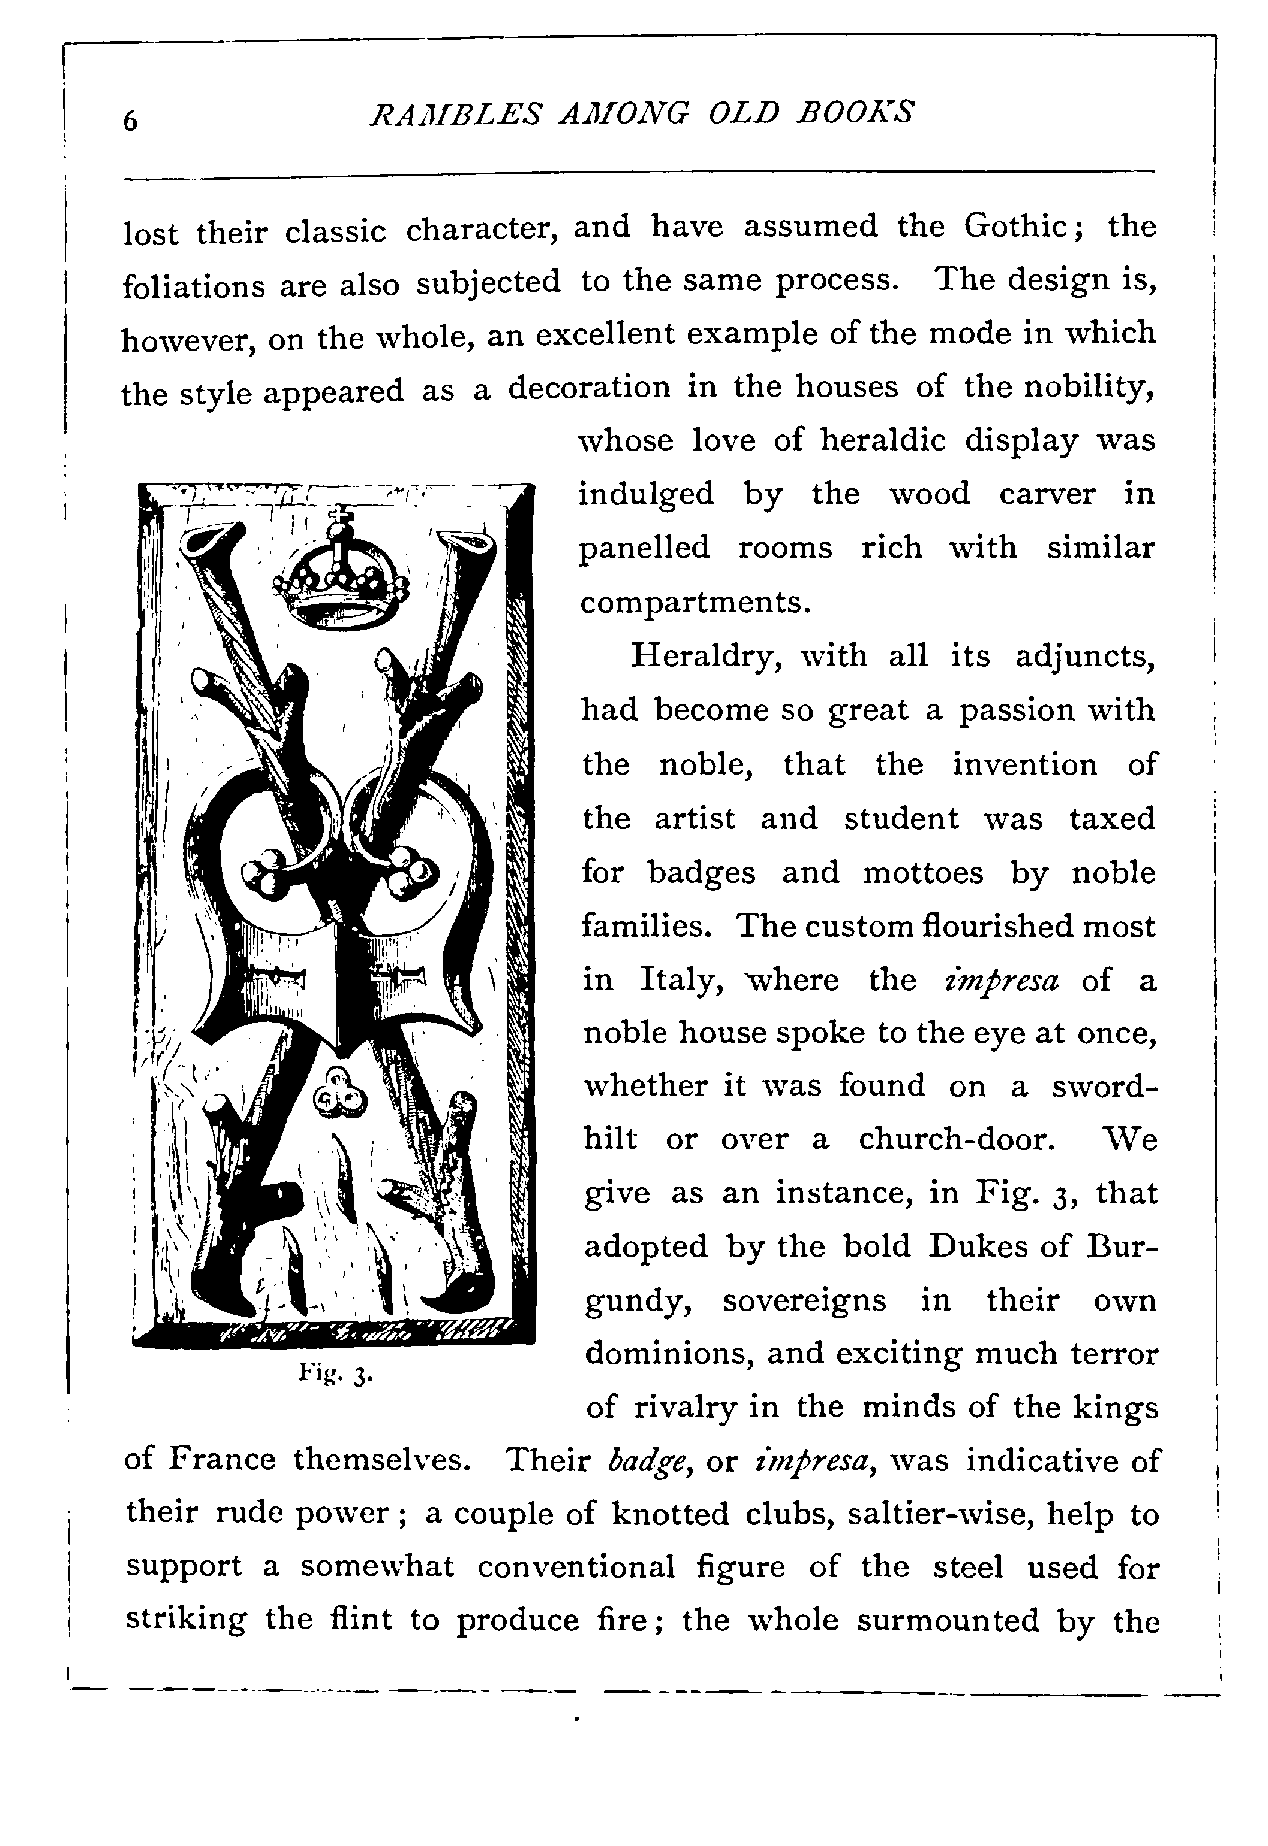 6 RAMBLES AMONG OLD BOOKS
lost their classic character, and have assumed the Gothic; the
foliations are also subjected to the same process. The design is,
however, on the whole, an excellent example of the mode in which
the style appeared as a decoration in the houses of the nobility,
whose love of heraldic display was
indulged by the wood carver in
panelled rooms rich with similar
compartments.
Heraldry, with all its adjuncts,
had become so great a passion with
the noble, that the invention of
the artist and student was taxed
for badges and mottoes by noble
families. The custom flourished most
in Italy, where the impresa of a
noble house spoke to the eye at once,
whether it was found on a sword-
hilt or over a church-door. We
give as an instance, in Fig. 3, that
adopted by the bold Dukes of Bur-
gundy, sovereigns in their own
dominions, and exciting much terror
of rivalry in the minds of the kings
Fig. 3.
of France themselves. Their badge, or impresa, was indicative of
their rude power; a couple of knotted clubs, saltier-wise, help to
support a somewhat conventional figure of the steel used for
striking the flint to produce fire; the whole surmounted by the